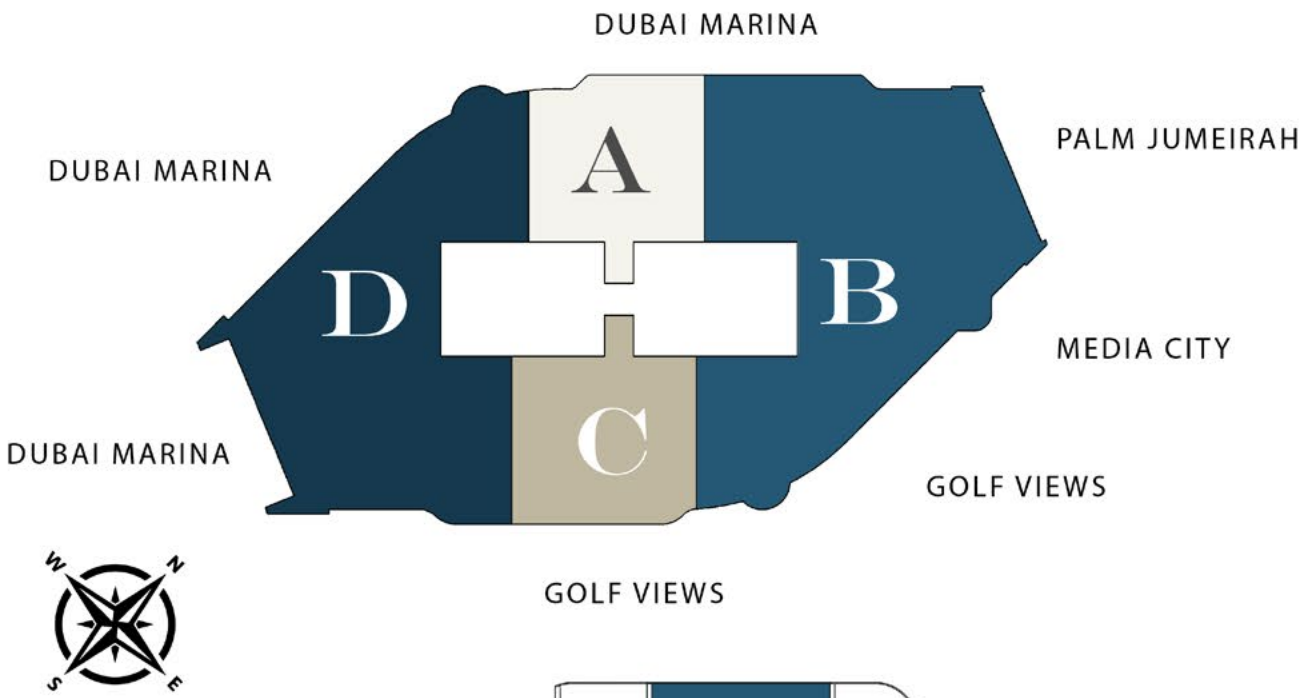 DUBAI MARINA
A
PALM JUMEIRAH
DUBAI MARINA
D
B
MEDIA CITY
C
DUBAI MARINA
GOLF VIEWS
GOLF VIEWS
W
N
S
E